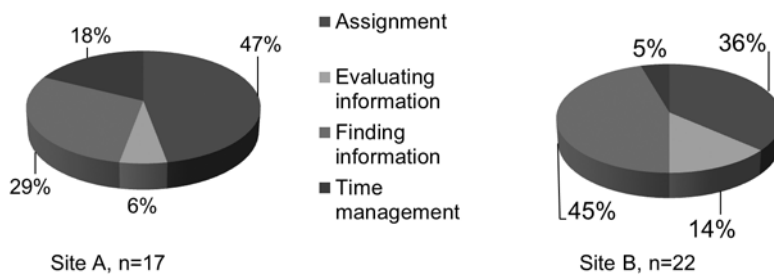 18%
47%
29%
6%
Site A, n=17
Assignment
Evaluating
information
Finding
information
Time
management
5%
36%
45%
14%
Site B, n=22